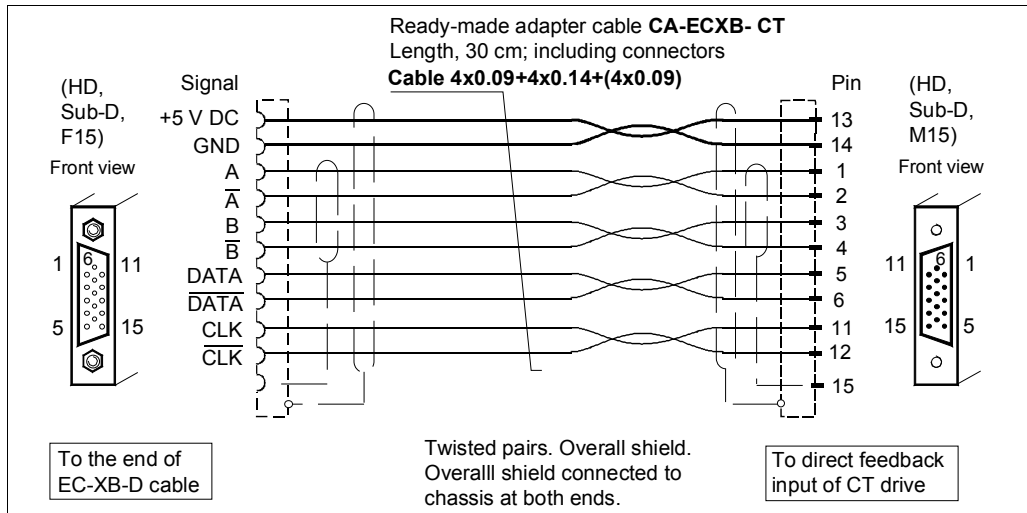 Ready-made adapter cable CA-ECXB- CT
Length, 30 cm; including connectors
Cable 4x0.09+4x0.14+(4x0.09)
(HD,
Sub-D,
F15)
Front view
1
6
11
5
15
Signal
+5 V DC
GND
A
A̅
B
B̅
DATA
D̅A̅T̅A̅
CLK
C̅L̅K̅
Pin
13
14
1
2
3
4
5
6
11
12
15
(HD,
Sub-D,
M15)
Front view
11
6
1
15
5
To the end of
EC-XB-D cable
Twisted pairs. Overall shield.
Overalll shield connected to
chassis at both ends.
To direct feedback
input of CT drive